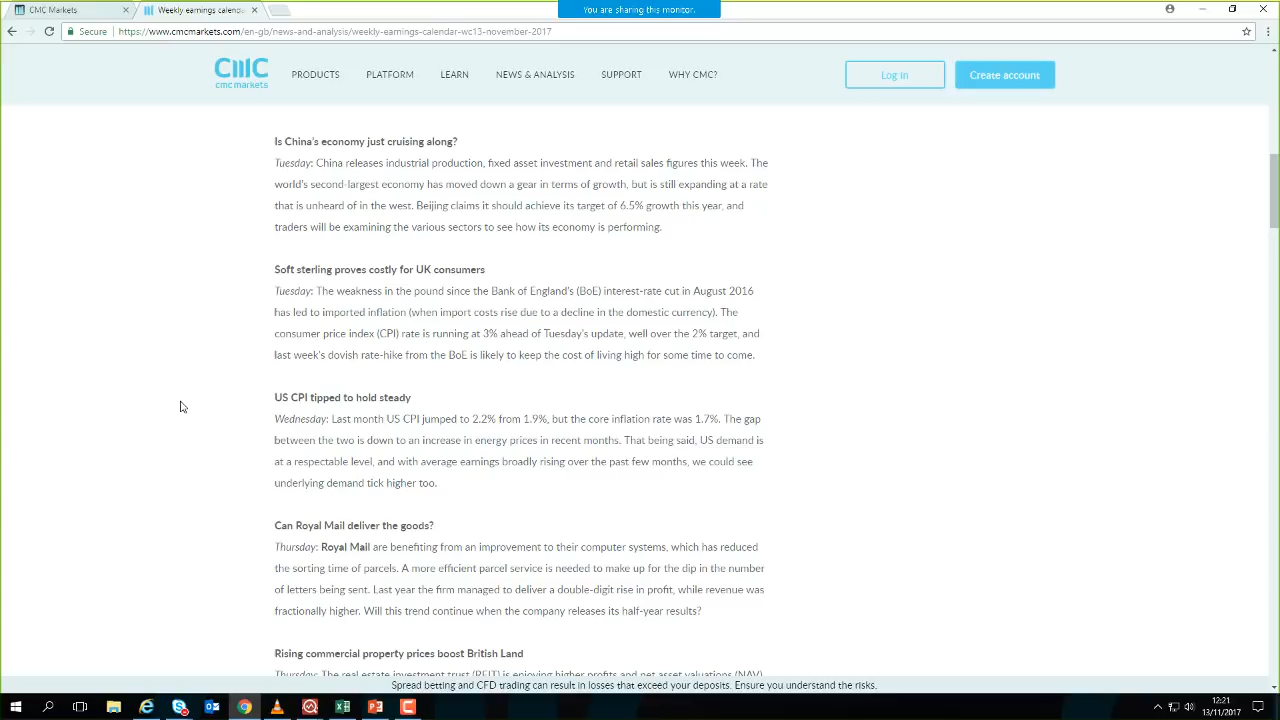 You are sharing this monitor.
CMC Markets
Weekly earnings calenda
Secure
https://www.cmcmarkets.com/en-gb/news-and-analysis/weekly-earnings-calendar-wc13-november-2017
cmc markets
PRODUCTS
PLATFORM
LEARN
NEWS & ANALYSIS
SUPPORT
WHY CMC?
Log in
Create account
Is China's economy just cruising along?
Tuesday: China releases industrial production, fixed asset investment and retail sales figures this week. The
world's second-largest economy has moved down a gear in terms of growth, but is still expanding at a rate
that is unheard of in the west. Beijing claims it should achieve its target of 6.5% growth this year, and
traders will be examining the various sectors to see how its economy is performing.
Soft sterling proves costly for UK consumers
Tuesday: The weakness in the pound since the Bank of England's (BoE) interest-rate cut in August 2016
has led to imported inflation (when import costs rise due to a decline in the domestic currency). The
consumer price index (CPI) rate is running at 3% ahead of Tuesday's update, well over the 2% target, and
last week's dovish rate-hike from the BoE is likely to keep the cost of living high for some time to come.
US CPI tipped to hold steady
Wednesday: Last month US CPI jumped to 2.2% from 1.9%, but the core inflation rate was 1.7%. The gap
between the two is down to an increase in energy prices in recent months. That being said, US demand is
at a respectable level, and with average earnings broadly rising over the past few months, we could see
underlying demand tick higher too.
Can Royal Mail deliver the goods?
Thursday: Royal Mail are benefiting from an improvement to their computer systems, which has reduced
the sorting time of parcels. A more efficient parcel service is needed to make up for the dip in the number
of letters being sent. Last year the firm managed to deliver a double-digit rise in profit, while revenue was
fractionally higher. Will this trend continue when the company releases its half-year results?
Rising commercial property prices boost British Land
Thursday: The real estate investment trust (REIT) is enjoying higher profits and net asset valuations (NAV)
Spread betting and CFD trading can result in losses that exceed your deposits. Ensure you understand the risks.
12:21
13/11/2017